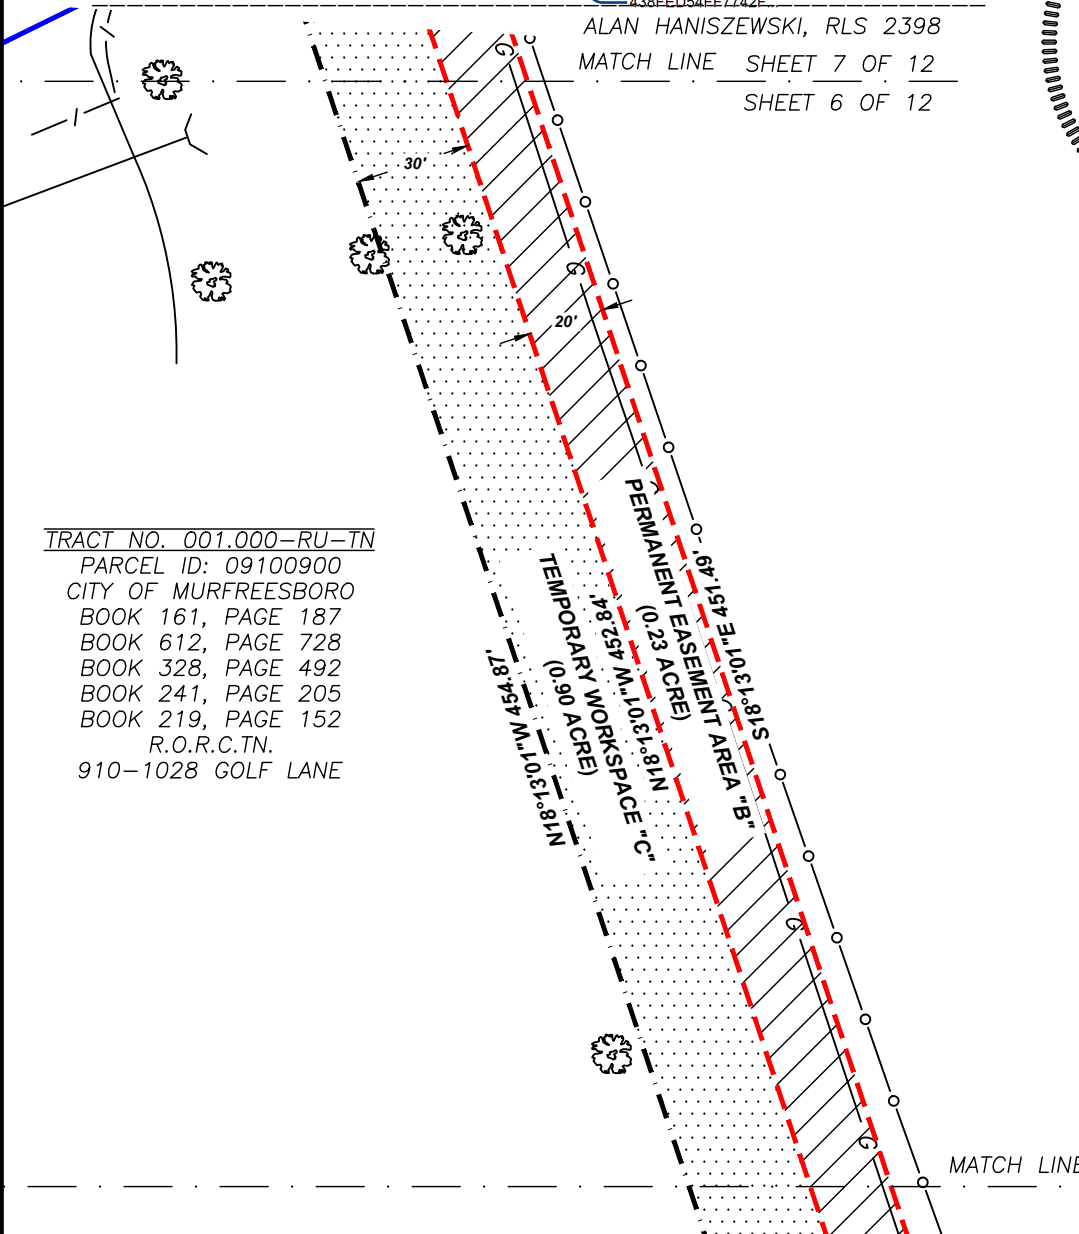 ALAN HANISZEWSKI, RLS 2398
MATCH LINE SHEET 7 OF 12
SHEET 6 OF 12
30'
G
G
20'
TRACT NO. 001.000-RU-TN
PARCEL ID: 09100900
CITY OF MURFREESBORO
BOOK 161, PAGE 187
BOOK 612, PAGE 728
BOOK 328, PAGE 492
BOOK 241, PAGE 205
BOOK 219, PAGE 152
R.O.R.C.TN.
910-1028 GOLF LANE
N18°13'01"W 454.87'
TEMPORARY WORKSPACE "C"
(0.90 ACRE)
N18°13'01"W 452.84'
PERMANENT EASEMENT AREA "B"
(0.23 ACRE)
S18°13'01"E 451.49'
G
G
MATCH LINE